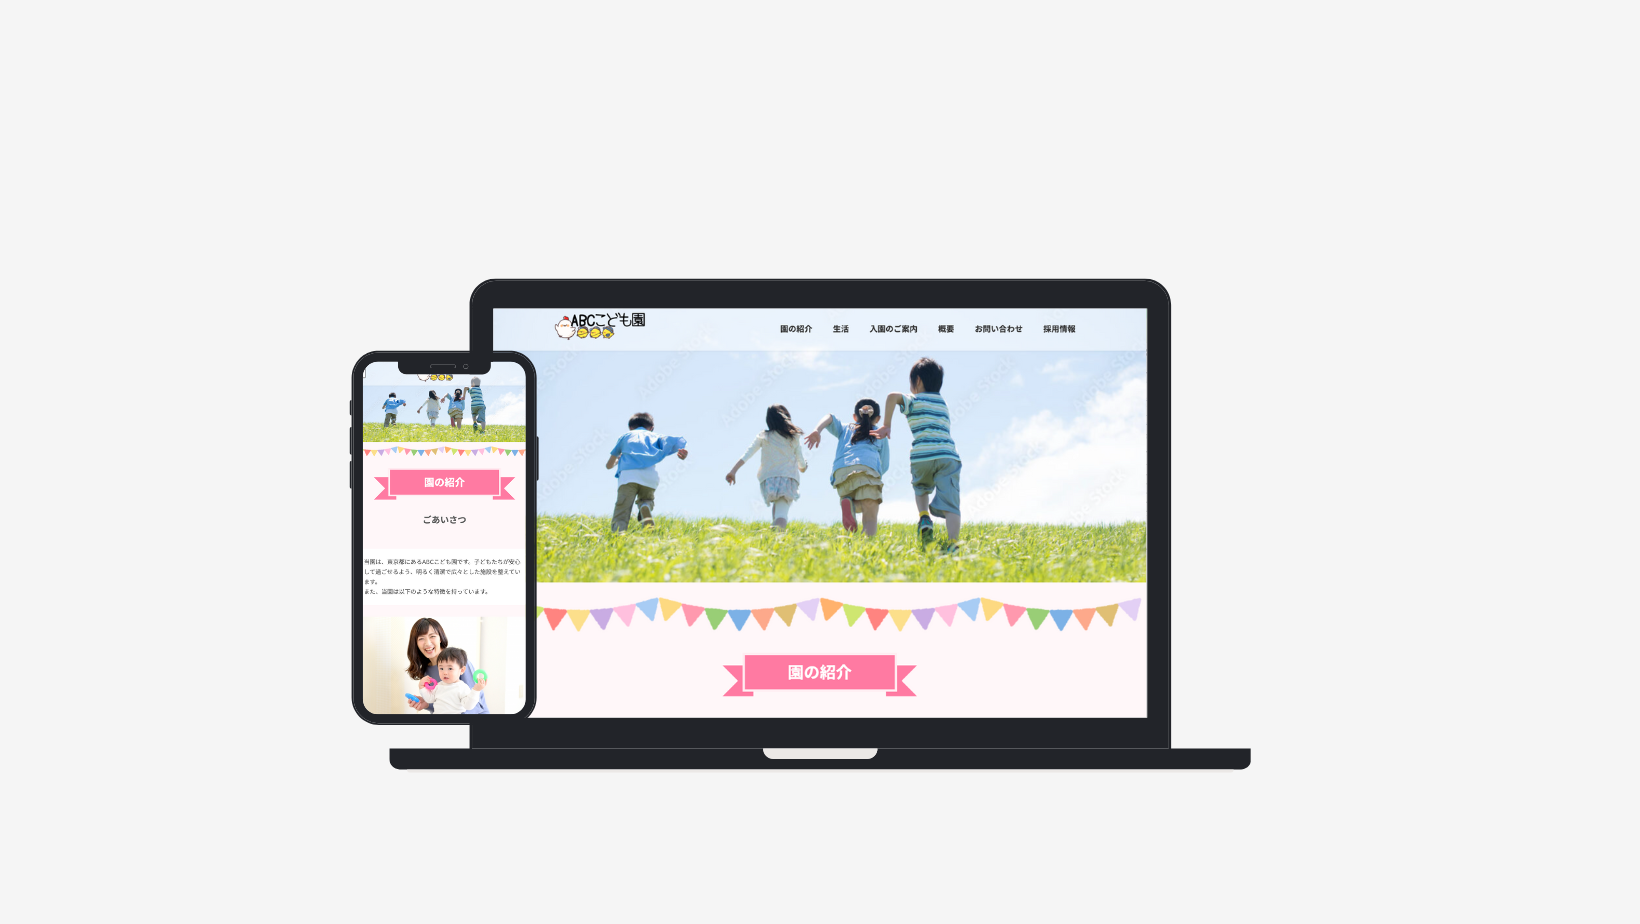 ABCこども園
園の紹介
生活
入園のご案内
概要
お問い合わせ
採用情報
Adobe Stock
園の紹介
園の紹介
ごあいさつ
当園は、東京都にあるABCこども園です。子どもたちが安心
して過ごせるよう、明るく清潔で広々とした施設を整えてい
ます。
また、当園は以下のような特徴を持っています。